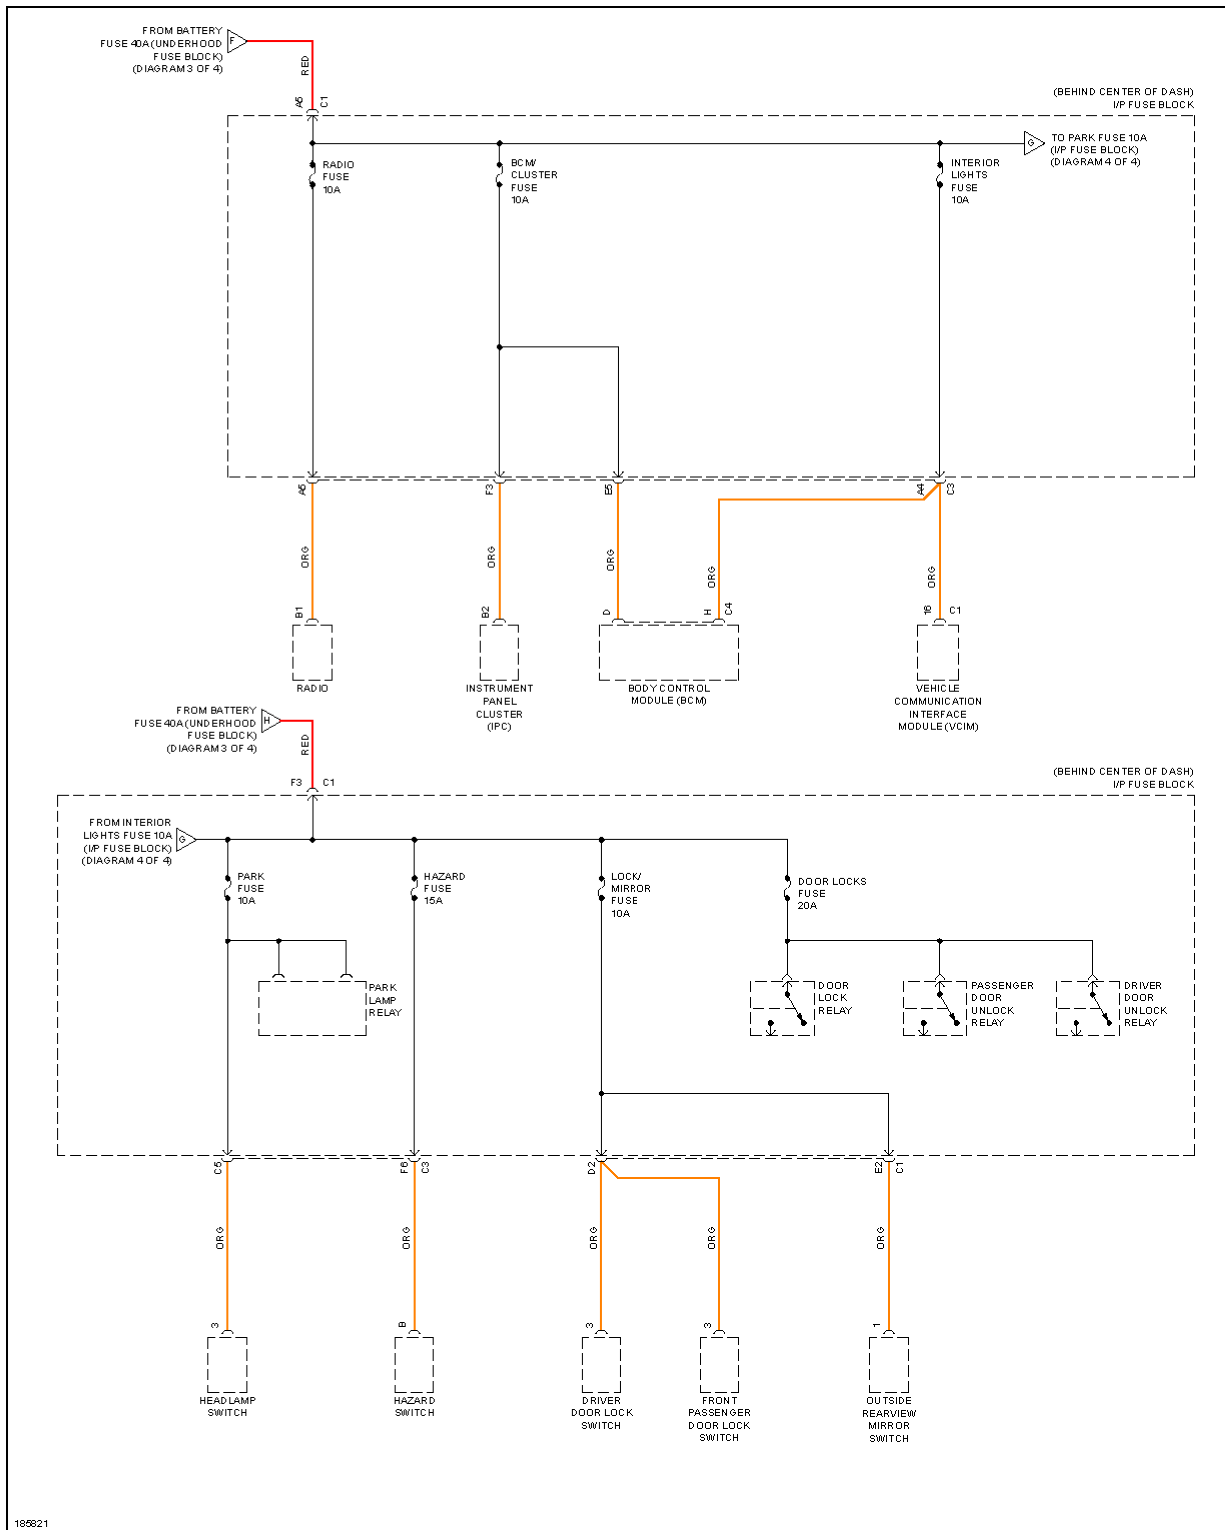 FROM BATTERY
FUSE 40A (UNDERHOOD
FUSE BLOCK)
(DIAGRAM 3 OF 4)
F
RED
A6
C1
(BEHIND CENTER OF DASH)
I/P FUSE BLOCK
RADIO
FUSE
10A
BCM/
CLUSTER
FUSE
10A
INTERIOR
LIGHTS
FUSE
10A
G
TO PARK FUSE 10A
(I/P FUSE BLOCK)
(DIAGRAM 4 OF 4)
A5
F3
E5
A4
C3
ORG
ORG
ORG
ORG
ORG
B1
B2
D
H
C4
16
C1
RADIO
INSTRUMENT
PANEL
CLUSTER
(IPC)
BODY CONTROL
MODULE (BCM)
VEHICLE
COMMUNICATION
INTERFACE
MODULE (VCIM)
FROM BATTERY
FUSE 40A (UNDERHOOD
FUSE BLOCK)
(DIAGRAM 3 OF 4)
H
RED
F3
C1
(BEHIND CENTER OF DASH)
I/P FUSE BLOCK
FROM INTERIOR
LIGHTS FUSE 10A
(I/P FUSE BLOCK)
(DIAGRAM 4 OF 4)
G
PARK
FUSE
10A
HAZARD
FUSE
15A
LOCK/
MIRROR
FUSE
10A
DOOR LOCKS
FUSE
20A
PARK
LAMP
RELAY
DOOR
LOCK
RELAY
PASSENGER
DOOR
UNLOCK
RELAY
DRIVER
DOOR
UNLOCK
RELAY
C5
F6
C3
D2
E2
C1
ORG
ORG
ORG
ORG
ORG
3
B
3
3
1
HEADLAMP
SWITCH
HAZARD
SWITCH
DRIVER
DOOR LOCK
SWITCH
FRONT
PASSENGER
DOOR LOCK
SWITCH
OUTSIDE
REARVIEW
MIRROR
SWITCH
185821